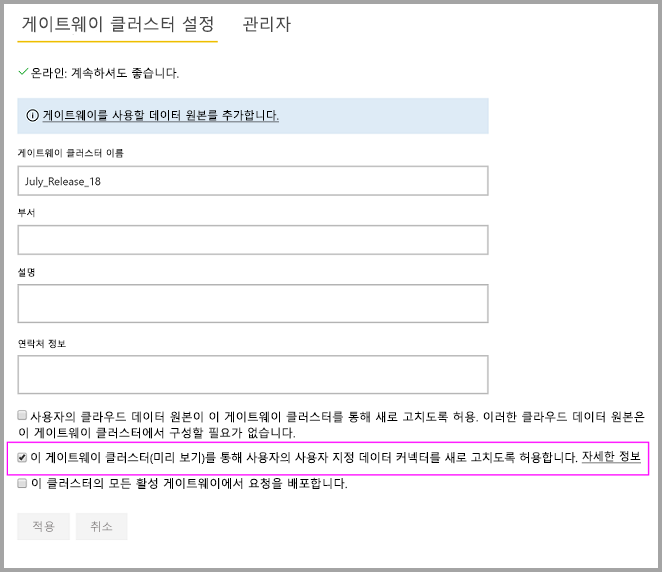 게이트웨이 클러스터 설정 관리자
온라인: 계속하셔도 좋습니다.
게이트웨이를 사용할 데이터 원본를 추가합니다.
게이트웨이 클러스터 이름
July_Release_18
부서
설명
연락처 정보
사용자의 클라우드 데이터 원본이 이 게이트웨이 클러스터를 통해 새로 고치도록 허용. 이러한 클라우드 데이터 원본은
이 게이트웨이 클러스터에서 구성할 필요가 없습니다.
이 게이트웨이 클러스터(미리 보기)를 통해 사용자의 사용자 지정 데이터 커넥터를 새로 고치도록 허용합니다. 자세한 정보
이 클러스터의 모든 활성 게이트웨이에서 요청을 배포합니다.
적용 취소